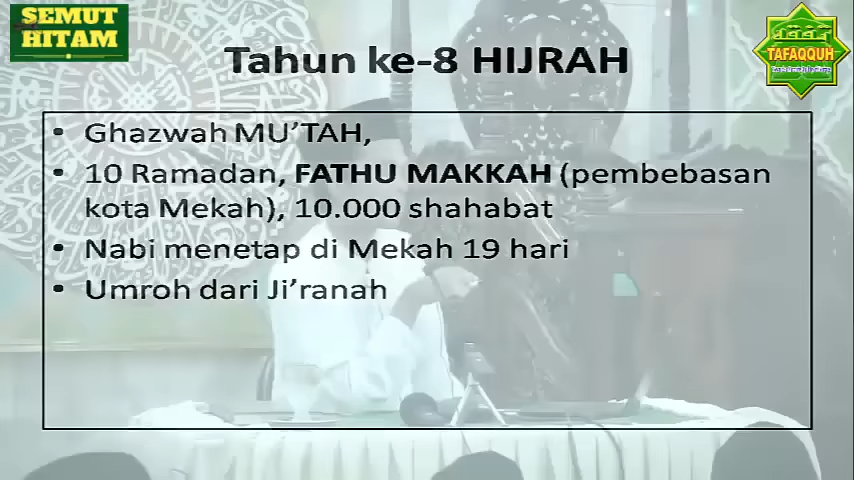 SEMUT
HITAM
TAFAQQUH
Tahun ke-8 HIJRAH
• Ghazwah MU'TAH,
• 10 Ramadan, FATHU MAKKAH (pembebasan
kota Mekah), 10.000 shahabat
• Nabi menetap di Mekah 19 hari
• Umroh dari Ji'ranah